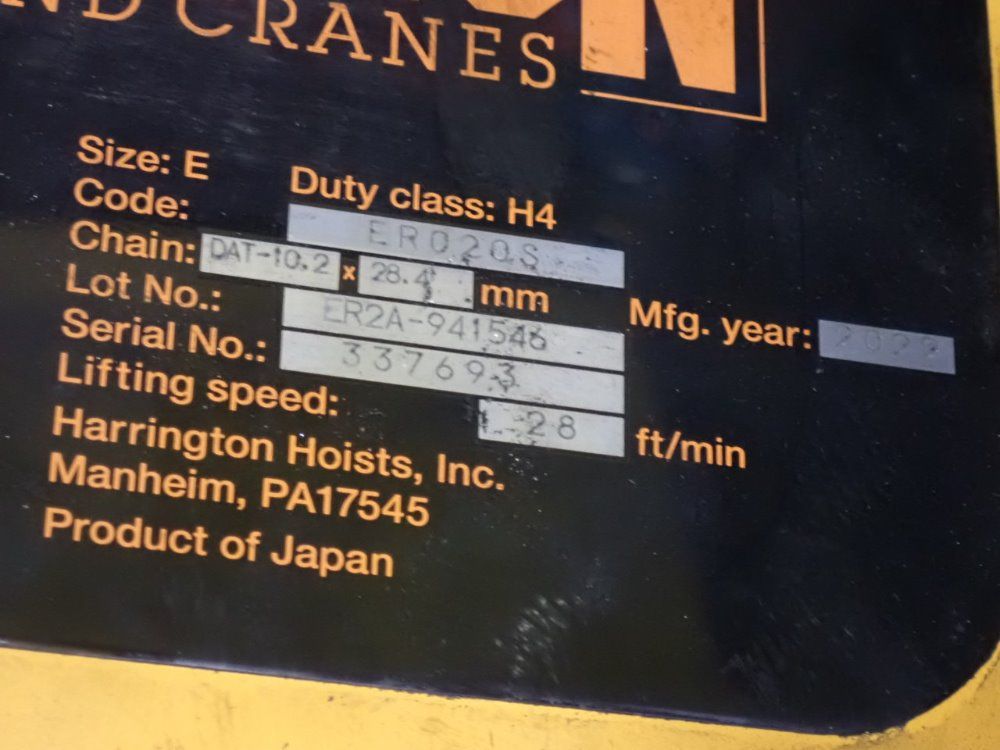 CRANES
Size: E Duty class: H4
Code: ER020S
Chain: DAT-10.2 x 28.4 mm
Lot No.: ER2A-941546 Mfg. year:
Serial No.: 337693
Lifting speed: 28 ft/min
Harrington Hoists, Inc.
Manheim, PA17545
Product of Japan